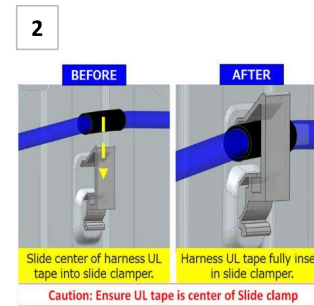 2
BEFORE
AFTER
Slide center of harness UL
tape into slide clamper.
Harness UL tape fully inse
in slide clamper.
Caution: Ensure UL tape is center of Slide clamp